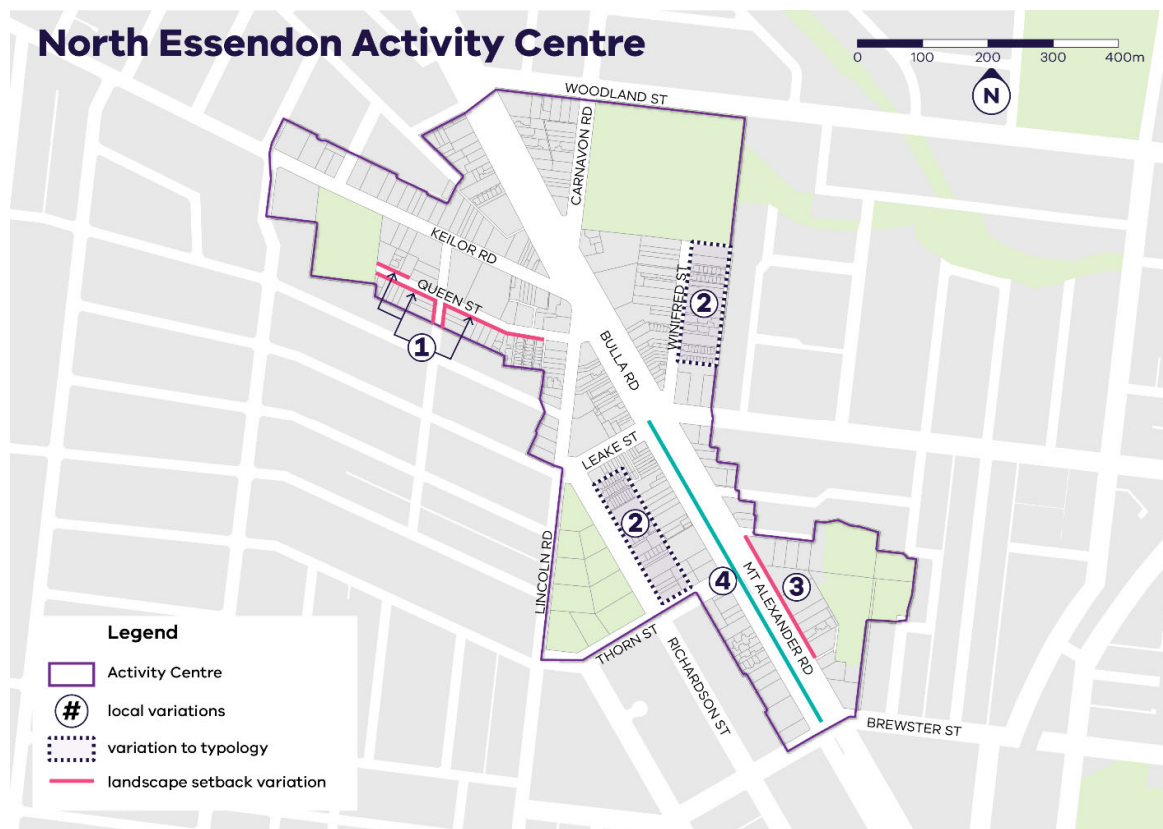 North Essendon Activity Centre
0 100 200 300 400m
N
WOODLAND ST
CARNAVON RD
KEILOR RD
QUEEN ST
WINIFRED ST
2
1
BULLA RD
LEAKE ST
2
LINCOLN RD
4
MT ALEXANDER RD
3
THORN ST
RICHARDSON ST
BREWSTER ST
Legend
Activity Centre
# local variations
variation to typology
landscape setback variation